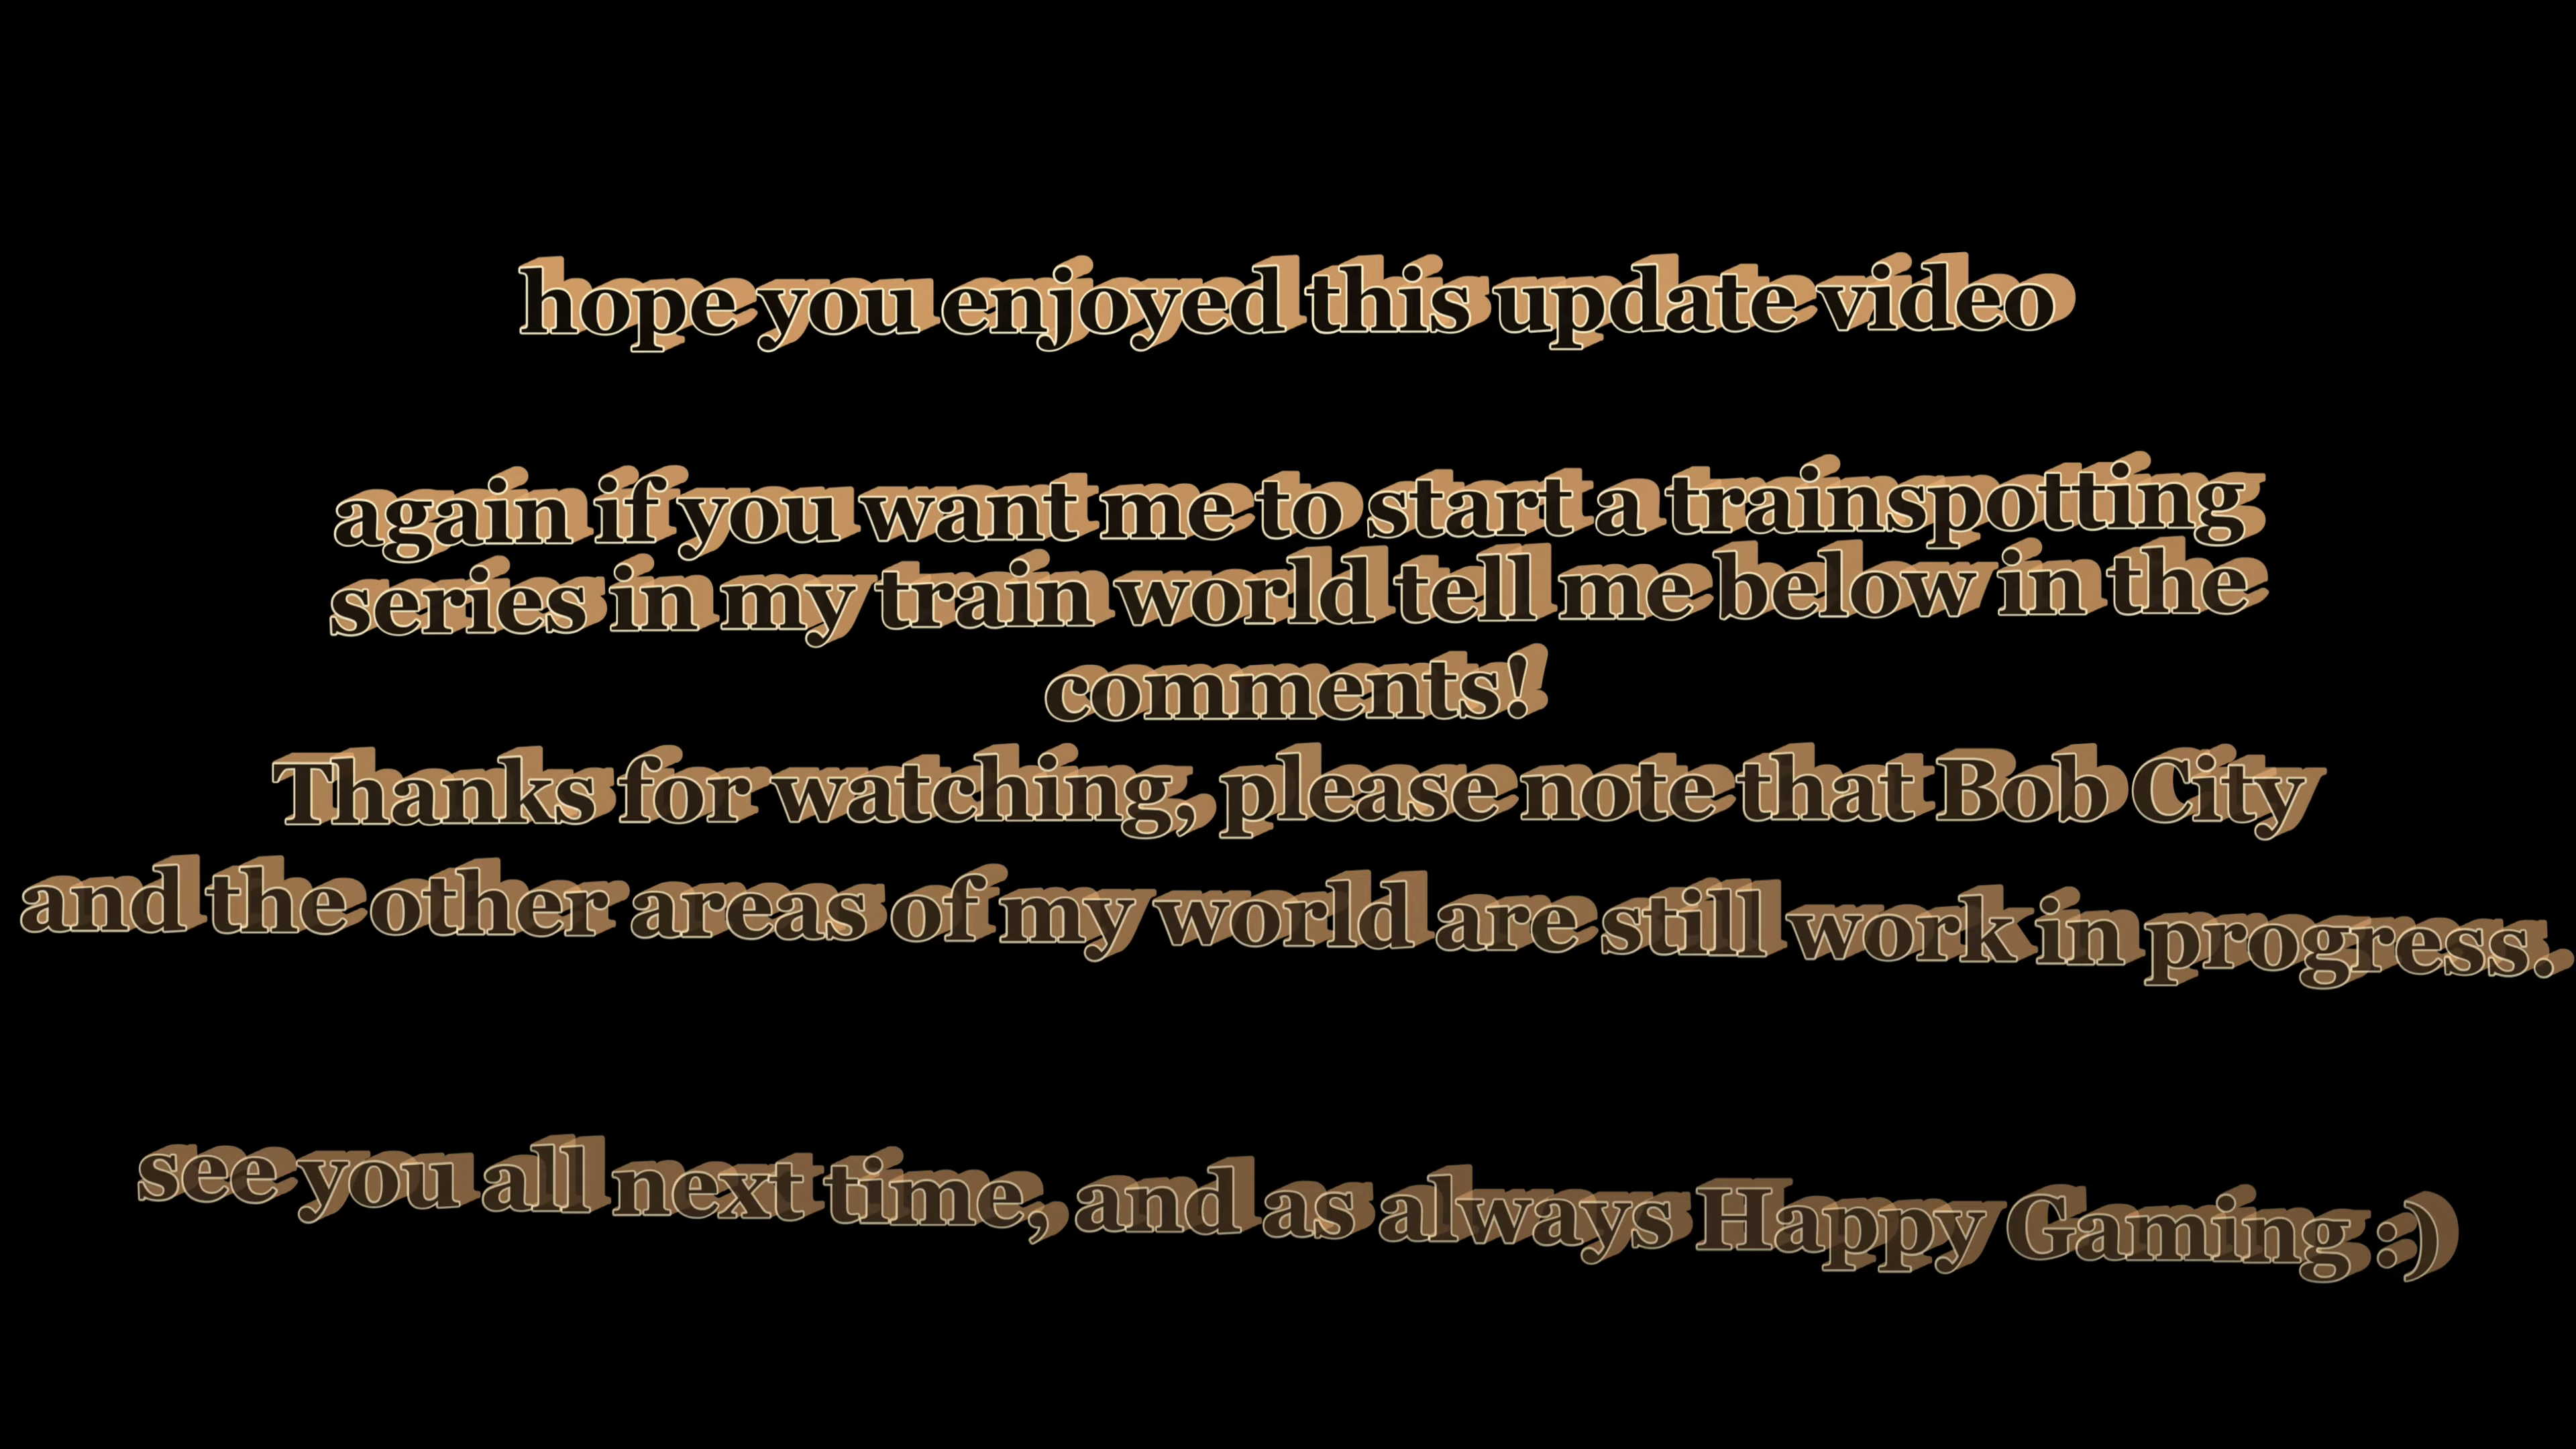 hope you enjoyed this update video
again if you want me to start a trainspotting
series in my train world tell me below in the
comments!
Thanks for watching, please note that Bob City
and the other areas of my world are still work in progress.
see you all next time, and as always Happy Gaming :)